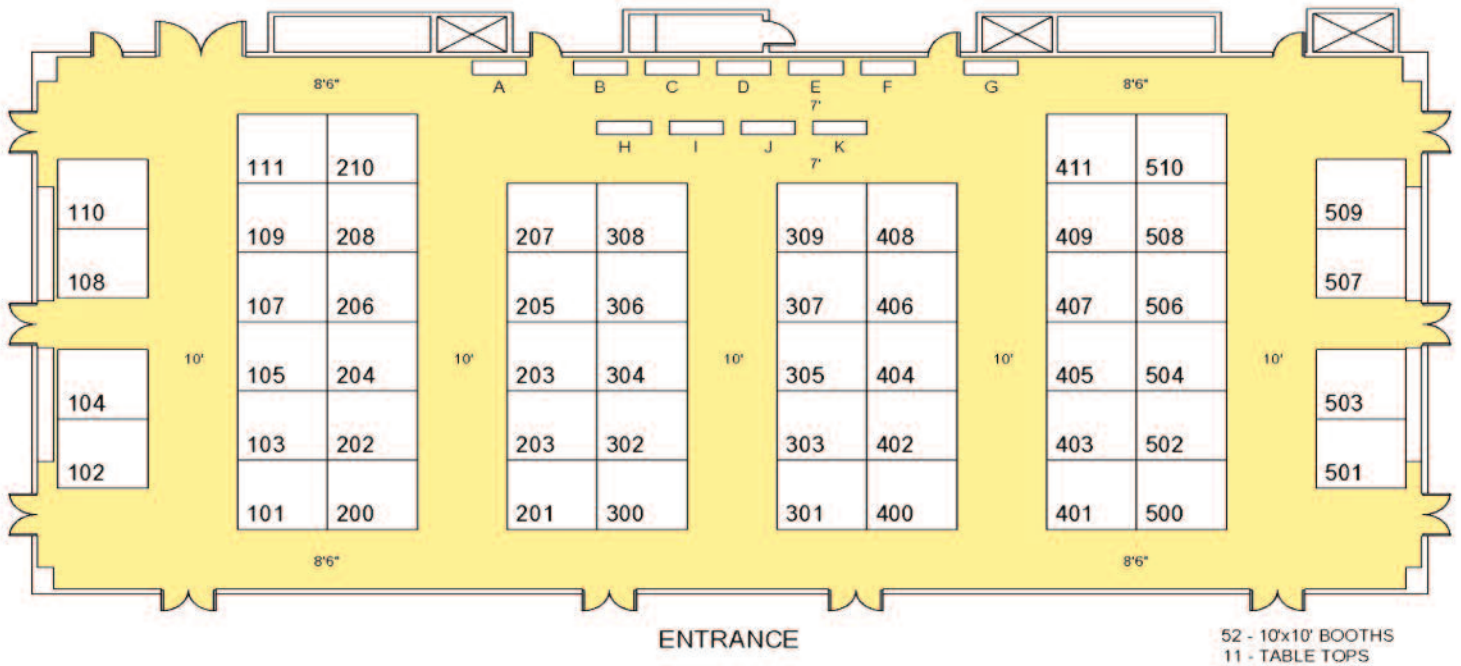 8'6" 8'6"
A B C D E F G
7'
H I J K
7'
111 210 411 510
110 509
109 208 207 308 309 408 409 508
108 507
107 206 205 306 307 406 407 506
10' 10' 10' 10' 10'
105 204 203 304 305 404 405 504
104 503
103 202 203 302 303 402 403 502
102 501
101 200 201 300 301 400 401 500
8'6" 8'6"
ENTRANCE
52 - 10'x10' BOOTHS
11 - TABLE TOPS